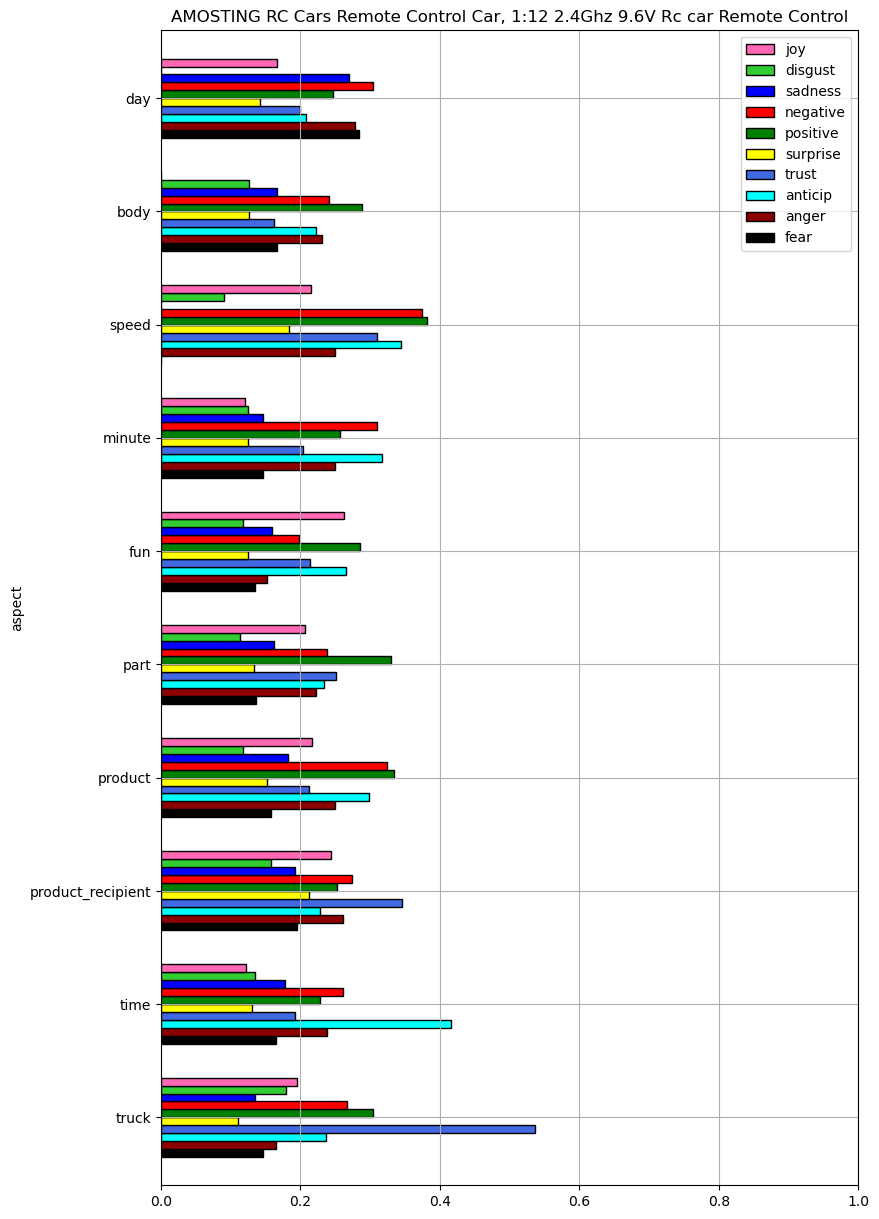 AMOSTING RC Cars Remote Control Car, 1:12 2.4Ghz 9.6V Rc car Remote Control
joy
disgust
sadness
negative
positive
surprise
trust
anticip
anger
fear
day
body
speed
minute
fun
part
product
product_recipient
time
truck
aspect
0.0 0.2 0.4 0.6 0.8 1.0